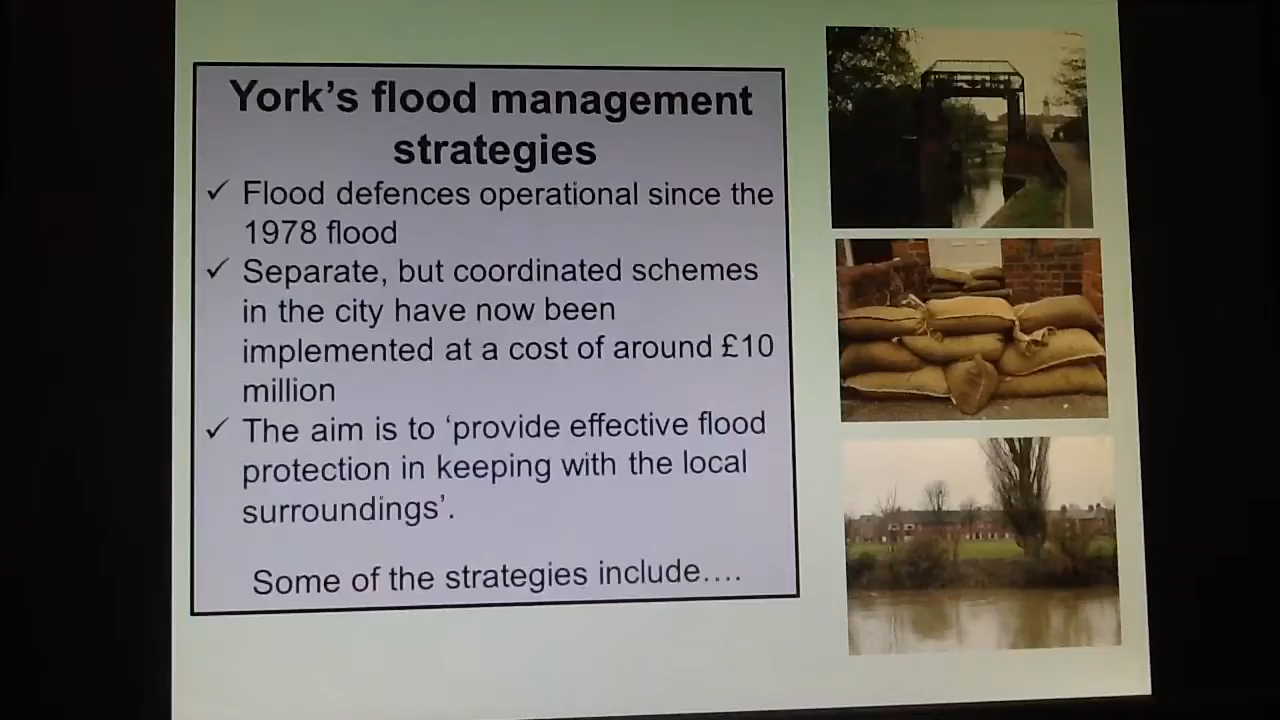 York’s flood management
strategies
✓ Flood defences operational since the
1978 flood
✓ Separate, but coordinated schemes
in the city have now been
implemented at a cost of around £10
million
✓ The aim is to ‘provide effective flood
protection in keeping with the local
surroundings’.
Some of the strategies include….